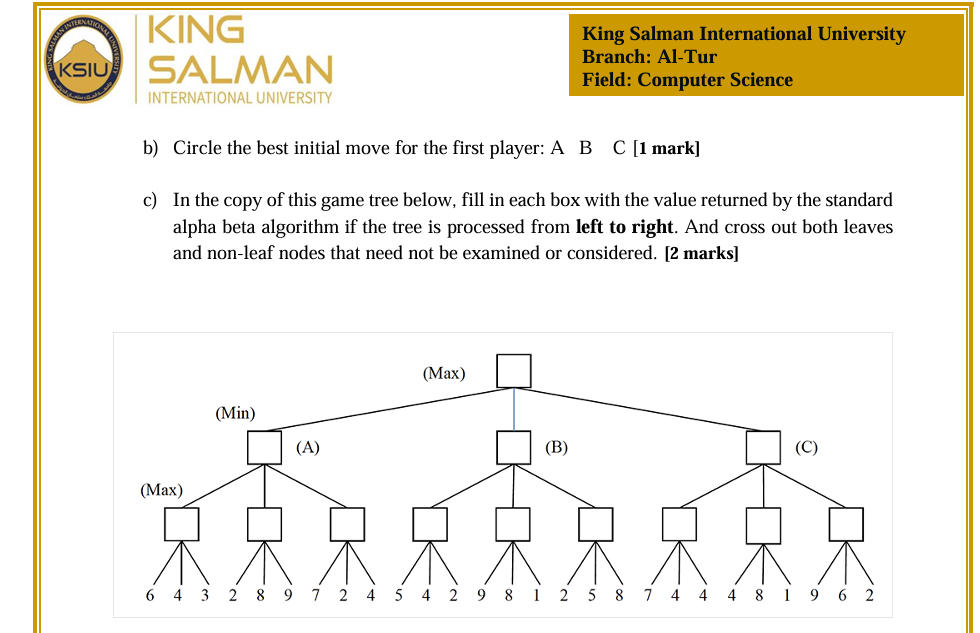 KING
SALMAN
INTERNATIONAL UNIVERSITY
KSIU
King Salman International University
Branch: Al-Tur
Field: Computer Science
b) Circle the best initial move for the first player: A B C [1 mark]
c) In the copy of this game tree below, fill in each box with the value returned by the standard
alpha beta algorithm if the tree is processed from left to right. And cross out both leaves
and non-leaf nodes that need not be examined or considered. [2 marks]
(Max)
(Min)
(A) (B) (C)
(Max)
6 4 3 2 8 9 7 2 4 5 4 2 9 8 1 2 5 8 7 4 4 4 8 1 9 6 2